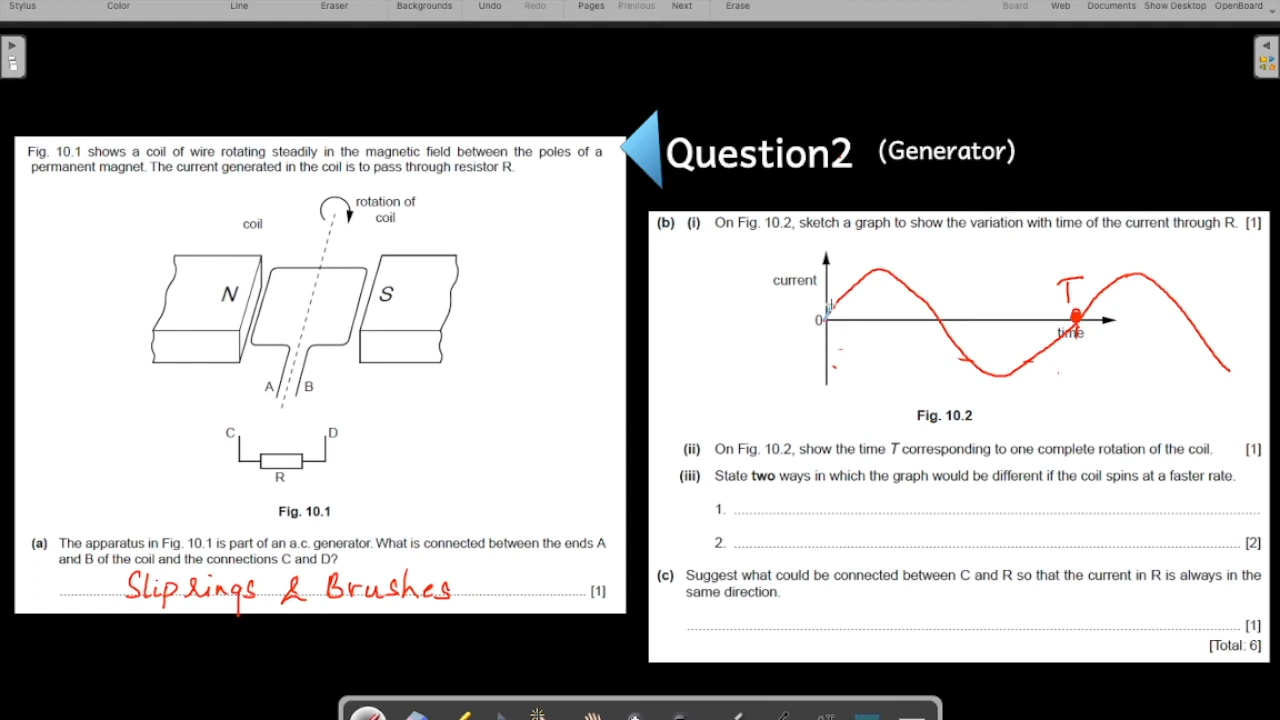 Stylus Color Line Eraser Backgrounds Undo Redo Pages Previous Next Erase Board Web Documents Show Desktop OpenBoard
Question2 (Generator)
Fig. 10.1 shows a coil of wire rotating steadily in the magnetic field between the poles of a
permanent magnet. The current generated in the coil is to pass through resistor R.
rotation of
coil
coil
N
S
A
B
C
D
R
Fig. 10.1
(a) The apparatus in Fig. 10.1 is part of an a.c. generator. What is connected between the ends A
and B of the coil and the connections C and D?
Sliprings & Brushes [1]
(b) (i) On Fig. 10.2, sketch a graph to show the variation with time of the current through R. [1]
current
T
0
time
Fig. 10.2
(ii) On Fig. 10.2, show the time T corresponding to one complete rotation of the coil. [1]
(iii) State two ways in which the graph would be different if the coil spins at a faster rate.
1.
2. [2]
(c) Suggest what could be connected between C and R so that the current in R is always in the
same direction.
[1]
[Total: 6]